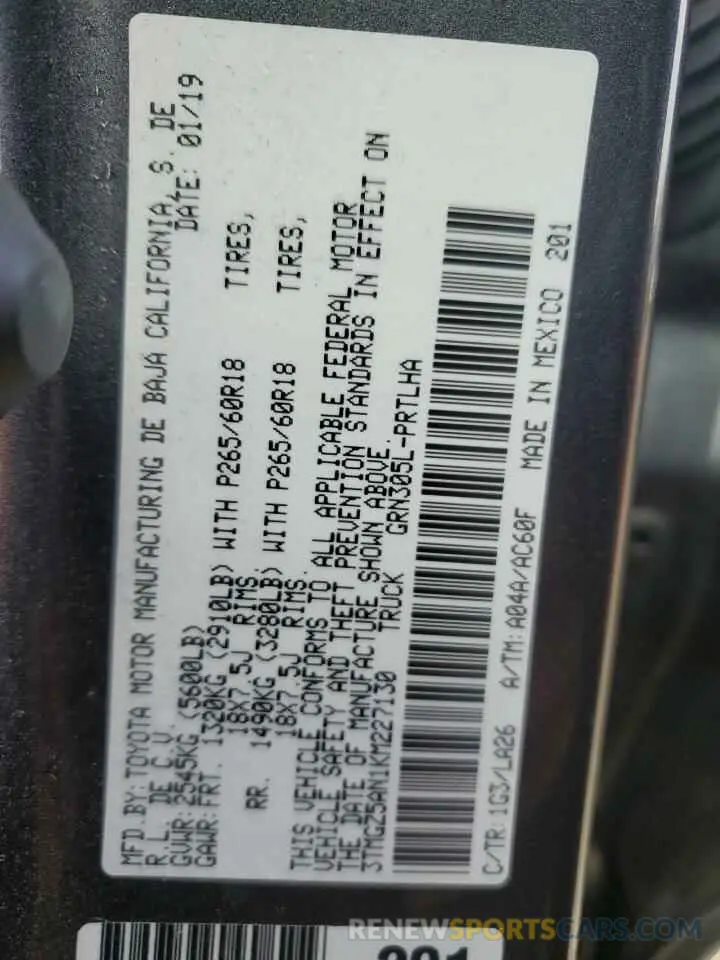 MFD.BY:TOYOTA MOTOR MANUFACTURING DE BAJA CALIFORNIA,S. DE
R.L.DE C.V. DATE: 01/19
GVWR:2545KG (5600LB)
GAWR:FRT. 1320KG (2910LB) WITH P265/60R18 TIRES,
18X7.5J RIMS
RR. 1490KG (3280LB) WITH P265/60R18 TIRES,
18X7.5J RIMS.
THIS VEHICLE CONFORMS TO ALL APPLICABLE FEDERAL MOTOR
VEHICLE SAFETY AND THEFT PREVENTION STANDARDS IN EFFECT ON
THE DATE OF MANUFACTURE SHOWN ABOVE.
3TMGZ5AN1KM227130 TRUCK GRN305L-PRTLHA
C/TR:1G3/LA26 A/TM:A04A/AC60F MADE IN MEXICO 201
RENEWSPORTSCARS.COM